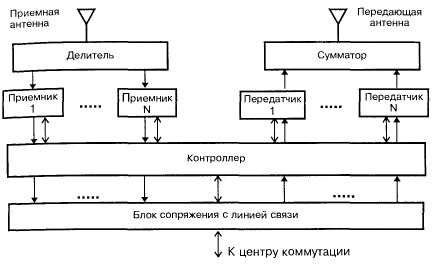 Приемная
антенна
Передающая
антенна
Делитель
Сумматор
Приемник
1
.....
Приемник
N
Передатчик
1
.....
Передатчик
N
Контроллер
.....
.....
Блок сопряжения с линией связи
К центру коммутации